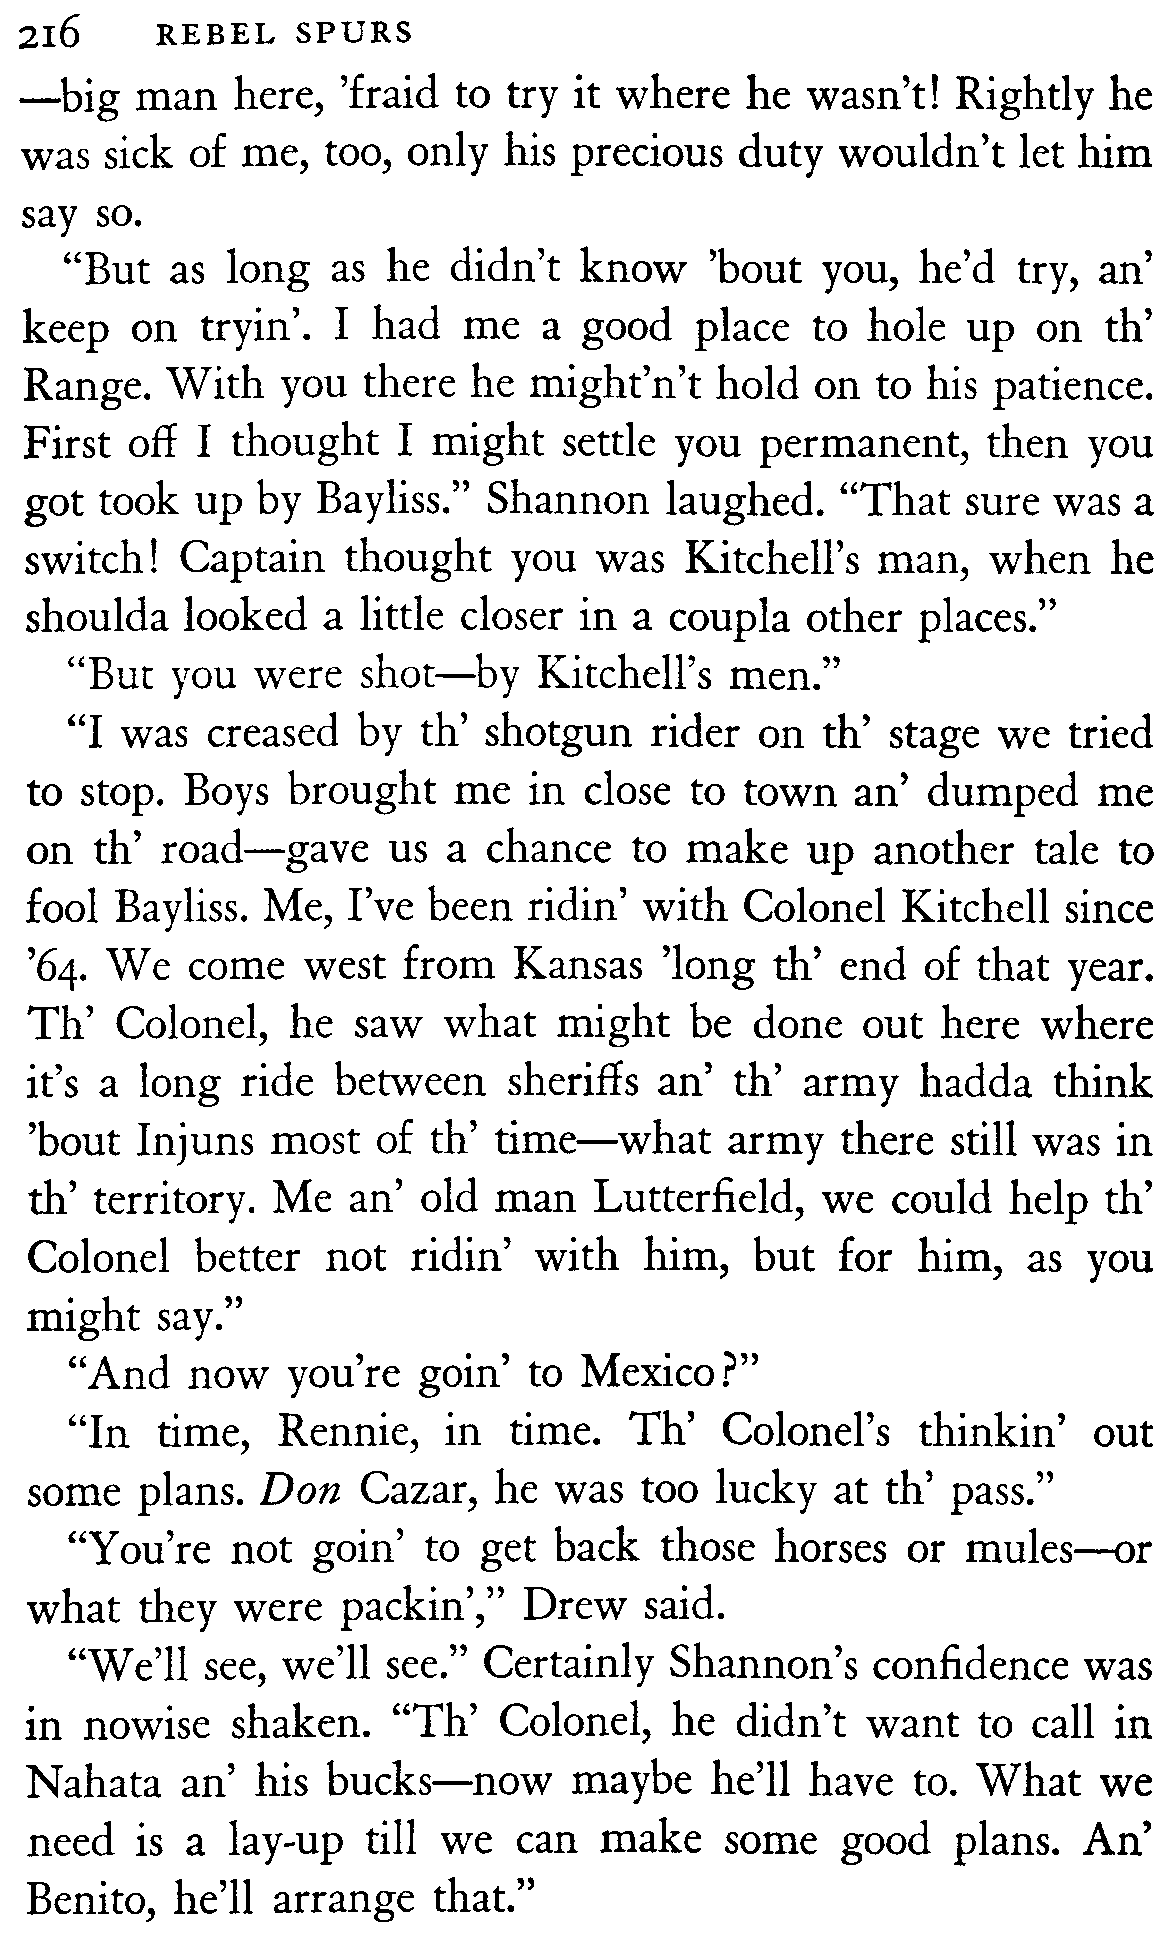 216 REBEL SPURS
—big man here, ’fraid to try it where he wasn’t! Rightly he
was sick of me, too, only his precious duty wouldn’t let him
say so.
“But as long as he didn’t know ’bout you, he’d try, an’
keep on tryin’. I had me a good place to hole up on th’
Range. With you there he might’n’t hold on to his patience.
First off I thought I might settle you permanent, then you
got took up by Bayliss.” Shannon laughed. “That sure was a
switch! Captain thought you was Kitchell’s man, when he
shoulda looked a little closer in a coupla other places.”
“But you were shot—by Kitchell’s men.”
“I was creased by th’ shotgun rider on th’ stage we tried
to stop. Boys brought me in close to town an’ dumped me
on th’ road—gave us a chance to make up another tale to
fool Bayliss. Me, I’ve been ridin’ with Colonel Kitchell since
’64. We come west from Kansas ’long th’ end of that year.
Th’ Colonel, he saw what might be done out here where
it’s a long ride between sheriffs an’ th’ army hadda think
’bout Injuns most of th’ time—what army there still was in
th’ territory. Me an’ old man Lutterfield, we could help th’
Colonel better not ridin’ with him, but for him, as you
might say.”
“And now you’re goin’ to Mexico?”
“In time, Rennie, in time. Th’ Colonel’s thinkin’ out
some plans. Don Cazar, he was too lucky at th’ pass.”
“You’re not goin’ to get back those horses or mules—or
what they were packin’,” Drew said.
“We’ll see, we’ll see.” Certainly Shannon’s confidence was
in nowise shaken. “Th’ Colonel, he didn’t want to call in
Nahata an’ his bucks—now maybe he’ll have to. What we
need is a lay-up till we can make some good plans. An’
Benito, he’ll arrange that.”